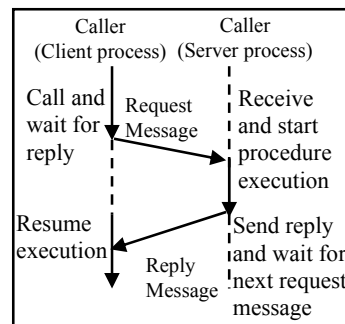 Caller
(Client process)
Caller
(Server process)
Call and
wait for
reply
Request
Message
Receive
and start
procedure
execution
Resume
execution
Reply
Message
Send reply
and wait for
next request
message